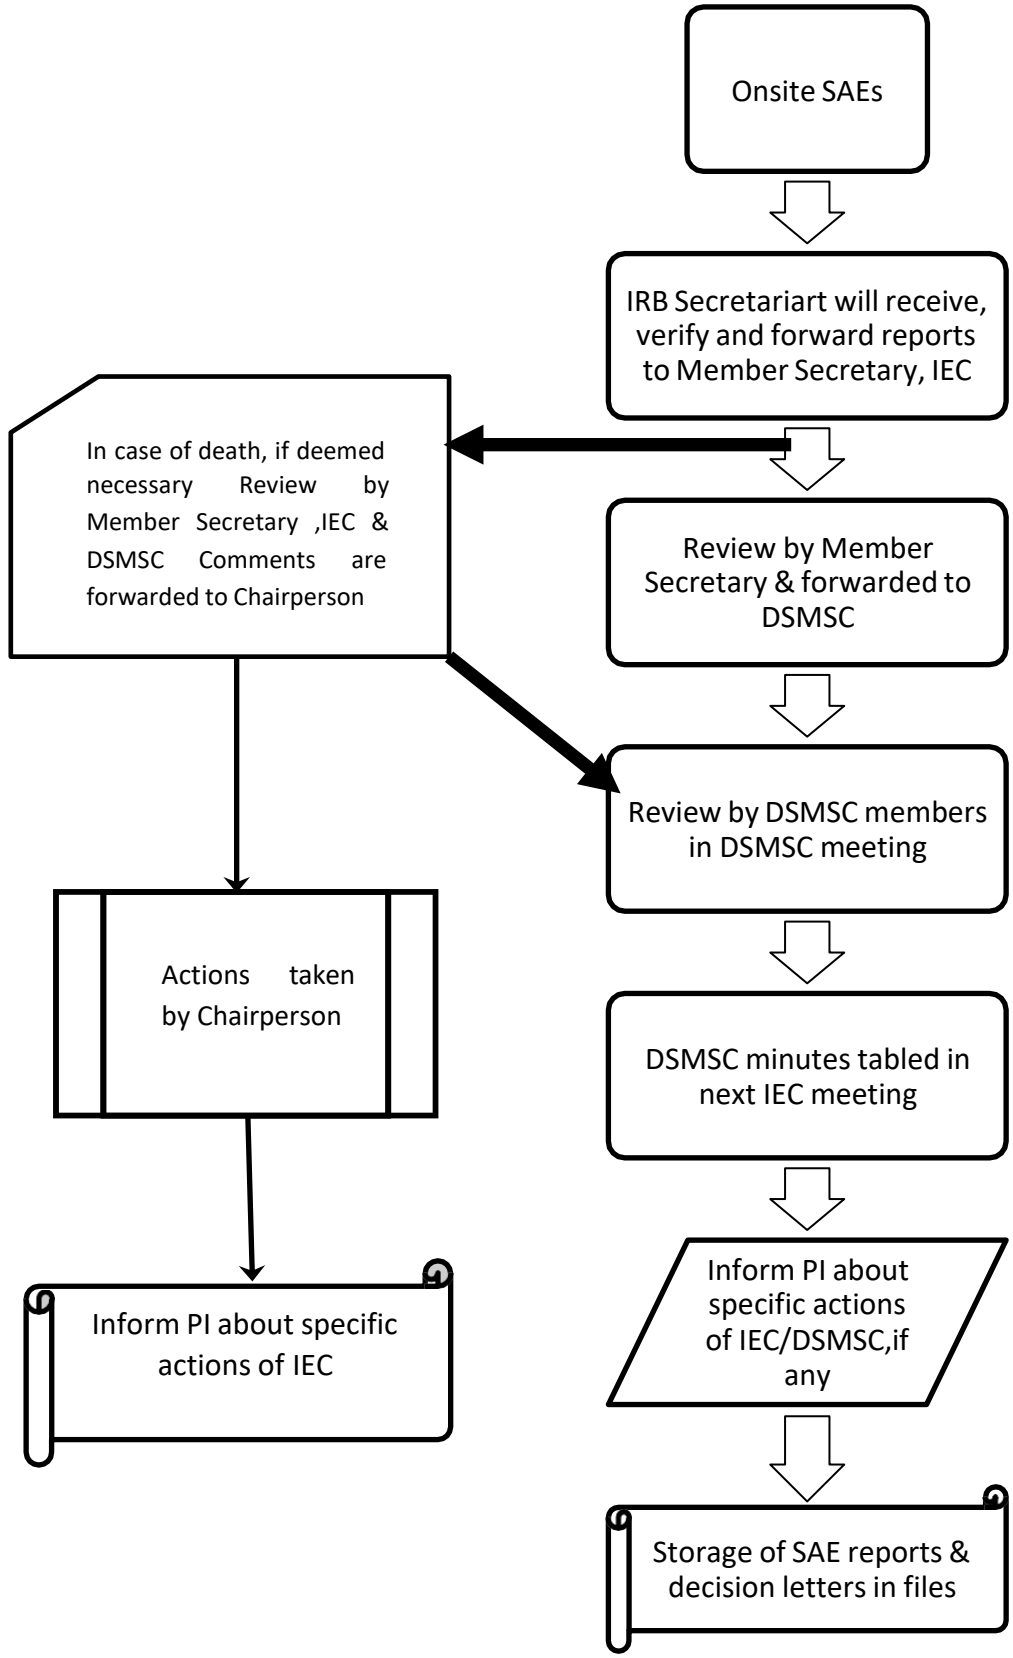 Onsite SAEs
IRB Secretariart will receive,
verify and forward reports
to Member Secretary, IEC
In case of death, if deemed
necessary Review by
Member Secretary ,IEC &
DSMSC Comments are
forwarded to Chairperson
Review by Member
Secretary & forwarded to
DSMSC
Review by DSMSC members
in DSMSC meeting
Actions taken
by Chairperson
DSMSC minutes tabled in
next IEC meeting
Inform PI about specific
actions of IEC
Inform PI about
specific actions
of IEC/DSMSC,if
any
Storage of SAE reports &
decision letters in files